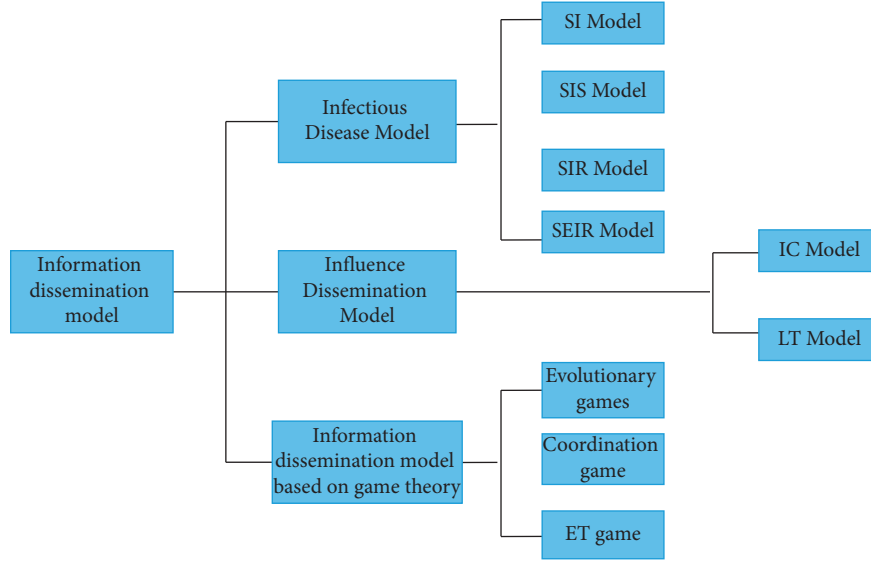 SI Model
Infectious
Disease Model
SIS Model
SIR Model
SEIR Model
Information
dissemination
model
Influence
Dissemination
Model
IC Model
LT Model
Information
dissemination model
based on game theory
Evolutionary
games
Coordination
game
ET game